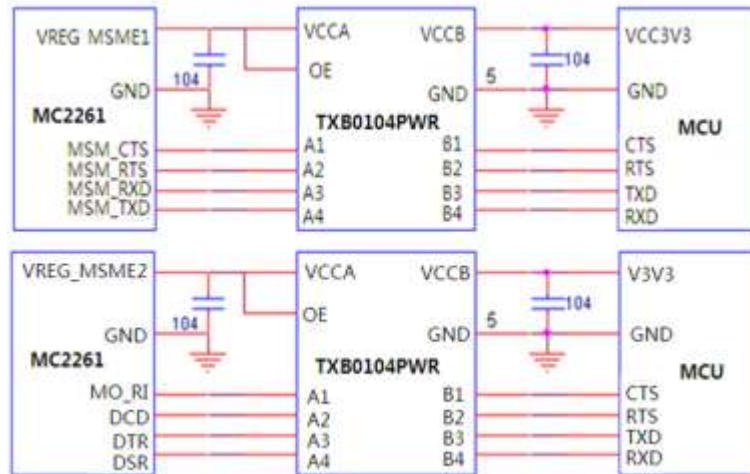 VREG MSME1 VCCA VCCB VCC3V3
104 OE 104
GND GND 5 GND
MC2261 TXB0104PWR MCU
MSM_CTS A1 B1 CTS
MSM_RTS A2 B2 RTS
MSM_RXD A3 B3 TXD
MSM_TXD A4 B4 RXD
VREG_MSME2 VCCA VCCB V3V3
104 OE 104
GND GND 5 GND
MC2261 TXB0104PWR MCU
MO_RI A1 B1 CTS
DCD A2 B2 RTS
DTR A3 B3 TXD
DSR A4 B4 RXD